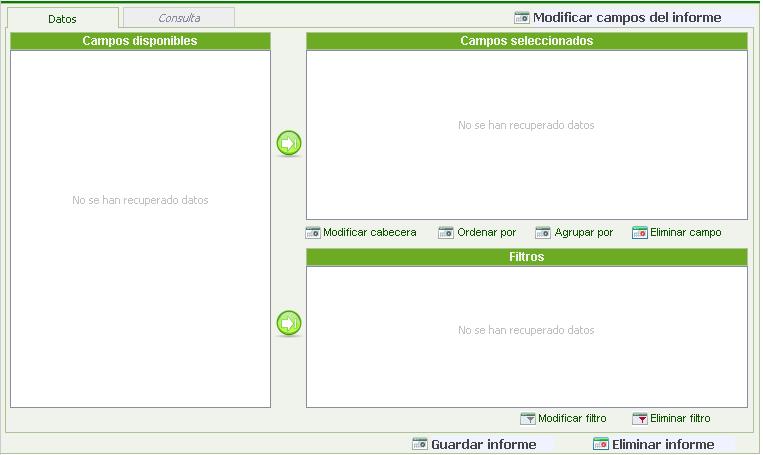 Datos
Consulta
Modificar campos del informe
Campos disponibles
Campos seleccionados
No se han recuperado datos
No se han recuperado datos
Modificar cabecera
Ordenar por
Agrupar por
Eliminar campo
Filtros
No se han recuperado datos
Modificar filtro
Eliminar filtro
Guardar informe
Eliminar informe